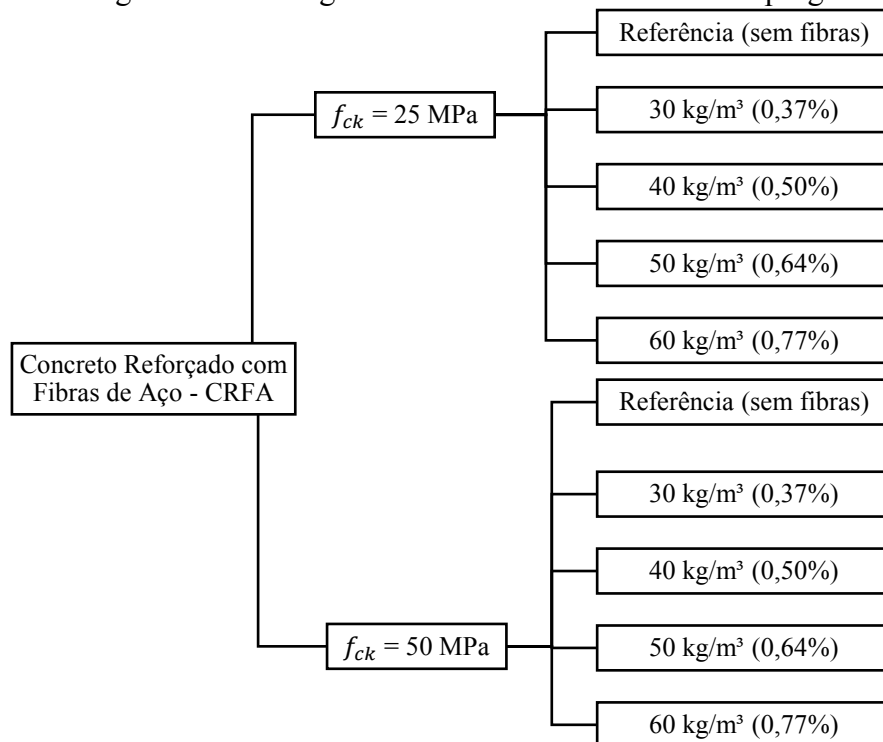 Referência (sem fibras)
30 kg/m³ (0,37%)
𝑓𝑐𝑘 = 25 MPa
40 kg/m³ (0,50%)
50 kg/m³ (0,64%)
60 kg/m³ (0,77%)
Concreto Reforçado com
Fibras de Aço - CRFA
Referência (sem fibras)
30 kg/m³ (0,37%)
40 kg/m³ (0,50%)
𝑓𝑐𝑘 = 50 MPa
50 kg/m³ (0,64%)
60 kg/m³ (0,77%)